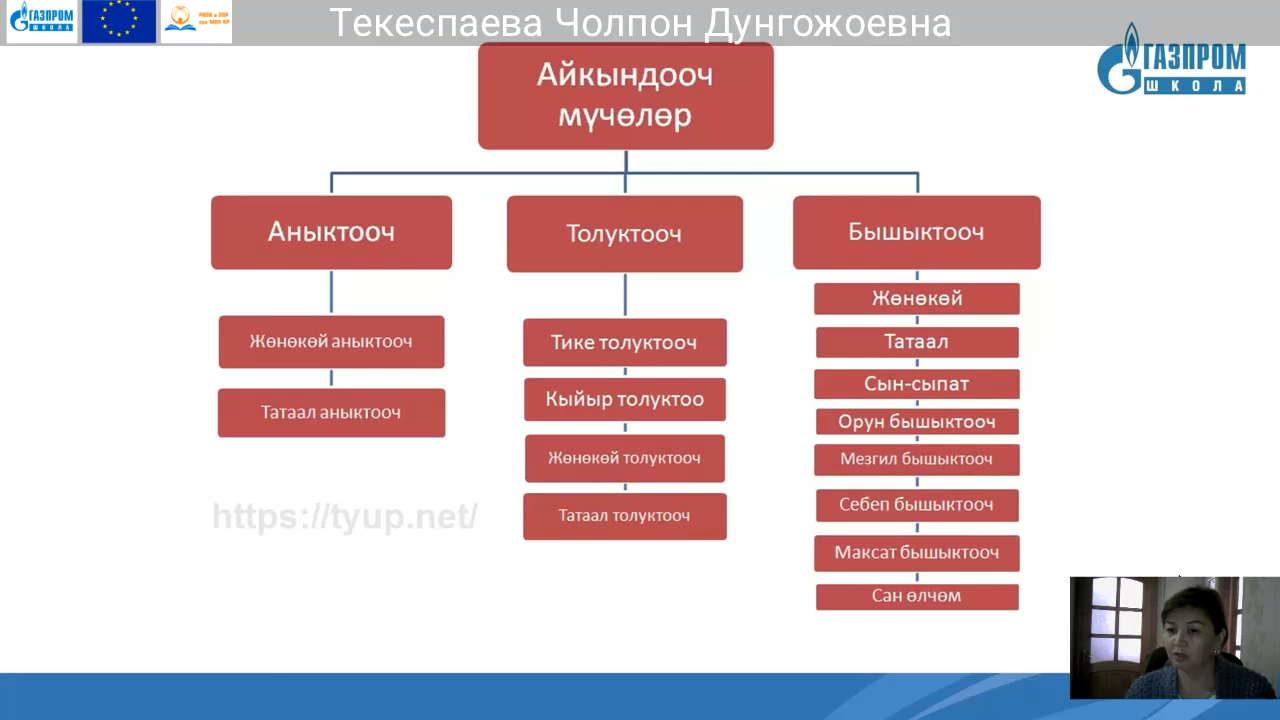 ГАЗПРОМ
ШКОЛА
Текеспаева Чолпон Дунгожоевна
ГАЗПРОМ
ШКОЛА
Айкындооч
мүчөлөр
Аныктооч
Толуктооч
Бышыктооч
Жөнөкөй аныктооч
Татаал аныктооч
Тике толуктооч
Кыйыр толуктоо
Жөнөкөй толуктооч
Татаал толуктооч
Жөнөкөй
Татаал
Сын-сыпат
Орун бышыктооч
Мезгил бышыктооч
Себеп бышыктооч
Максат бышыктооч
Сан өлчөм
https://tyup.net/